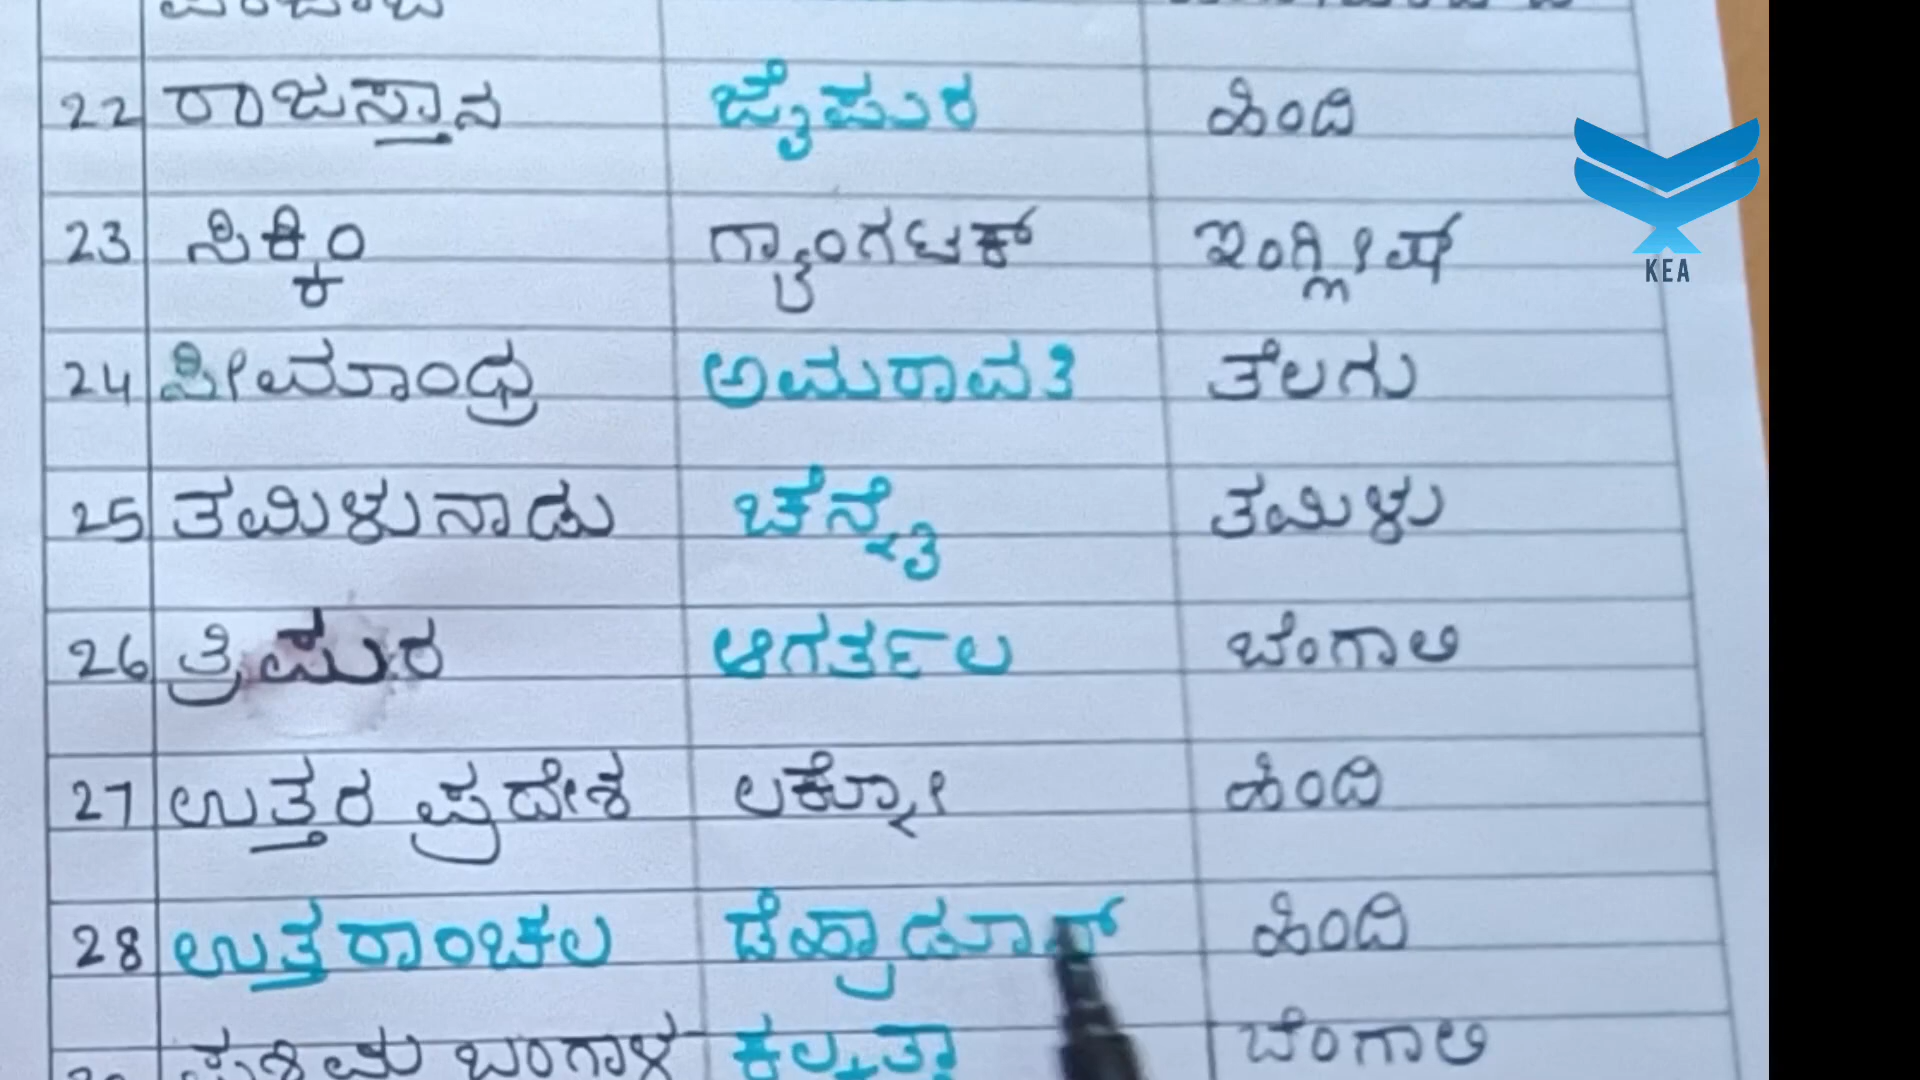 22 ರಾಜಸ್ತಾನ ಜೈಪುರ ಹಿಂದಿ
23 ಸಿಕ್ಕಿಂ ಗ್ಯಾಂಗಟಕ್ ಇಂಗ್ಲೀಷ್
24 ಸೀಮಾಂಧ್ರ ಅಮರಾವತಿ ತೆಲಗು
25 ತಮಿಳುನಾಡು ಚೆನ್ನೈ ತಮಿಳು
26 ತ್ರಿಪುರ ಆಗರ್ತಲ ಬೆಂಗಾಲಿ
27 ಉತ್ತರ ಪ್ರದೇಶ ಲಕ್ನೋ ಹಿಂದಿ
28 ಉತ್ತರಾಂಚಲ ಡೆಹ್ರಾಡೂನ್ ಹಿಂದಿ
ಬಂಗಾಳ ಕಲ್ಕತ್ತಾ ಬೆಂಗಾಲಿ
KEA